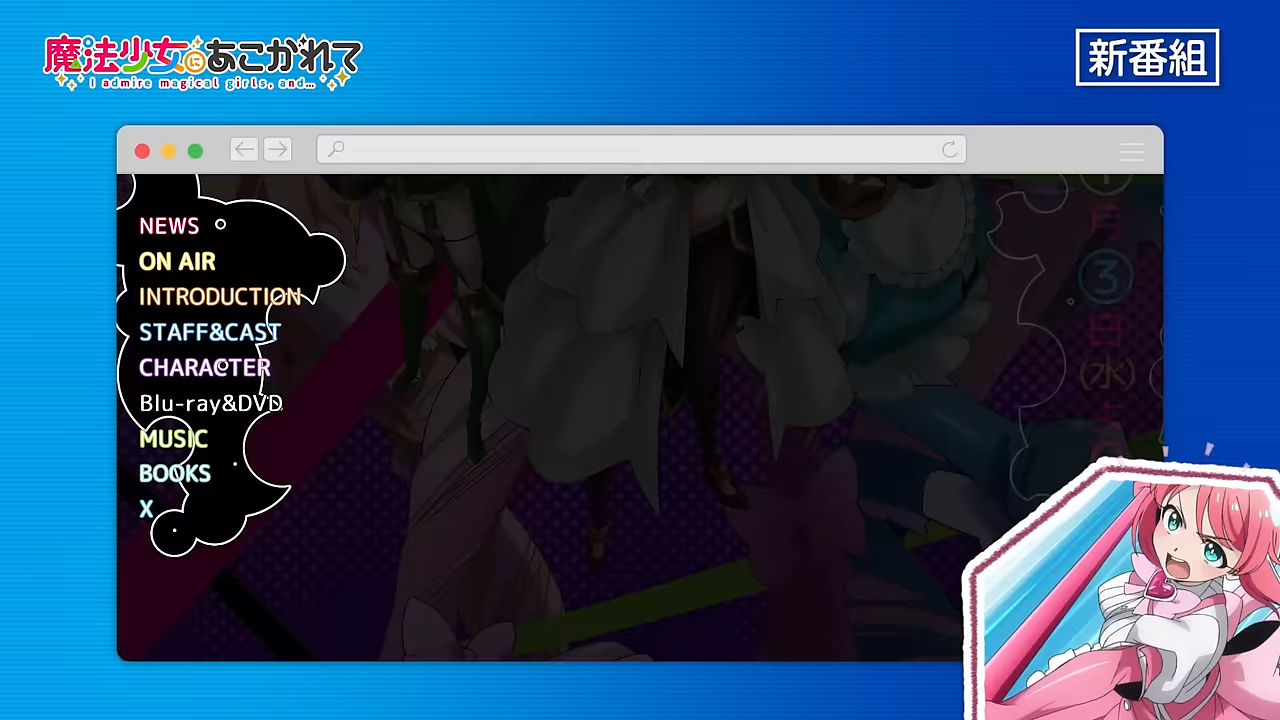 魔法少女にあこがれて
I admire magical girls, and...
新番組
NEWS
ON AIR
INTRODUCTION
STAFF&CAST
CHARACTER
Blu-ray&DVD
MUSIC
BOOKS
X
1
月
3
日
(水)